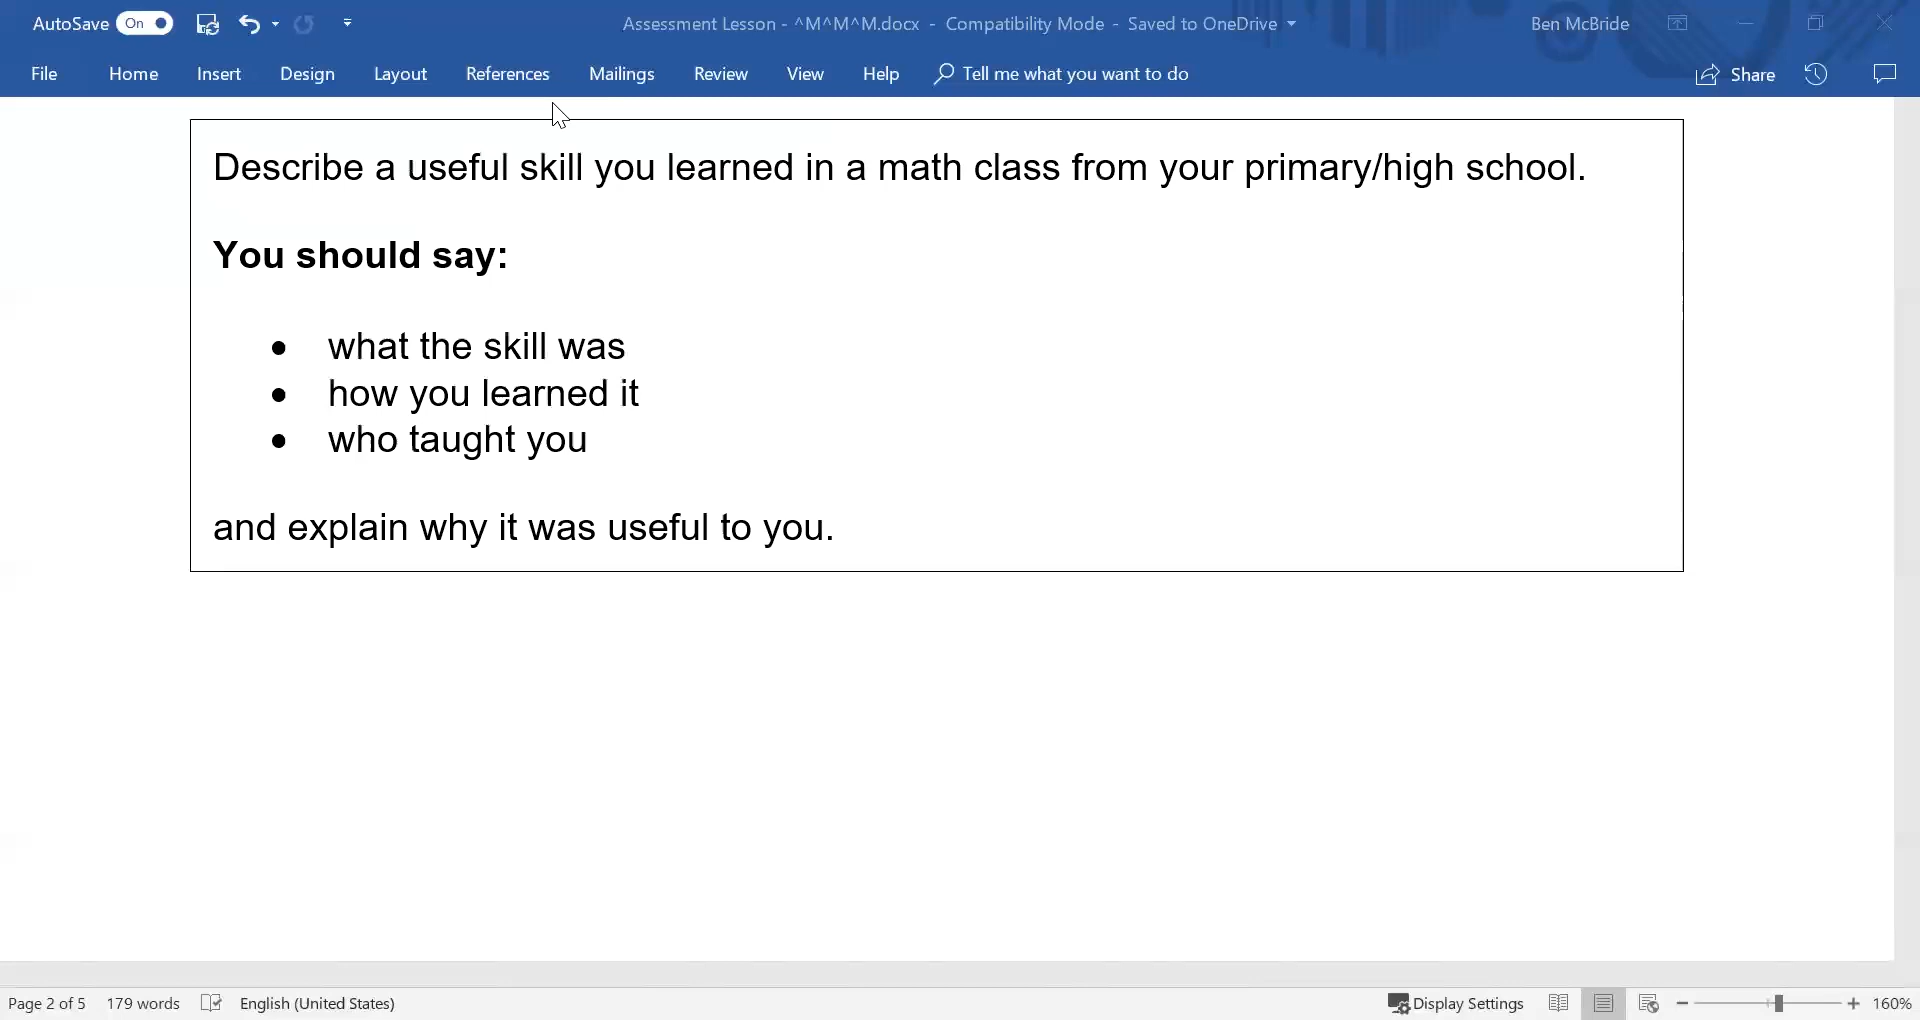 AutoSave On Assessment Lesson - ^M^M^M.docx - Compatibility Mode - Saved to OneDrive Ben McBride
File Home Insert Design Layout References Mailings Review View Help Tell me what you want to do Share
Describe a useful skill you learned in a math class from your primary/high school.
You should say:
• what the skill was
• how you learned it
• who taught you
and explain why it was useful to you.
Page 2 of 5 179 words English (United States) Display Settings 160%